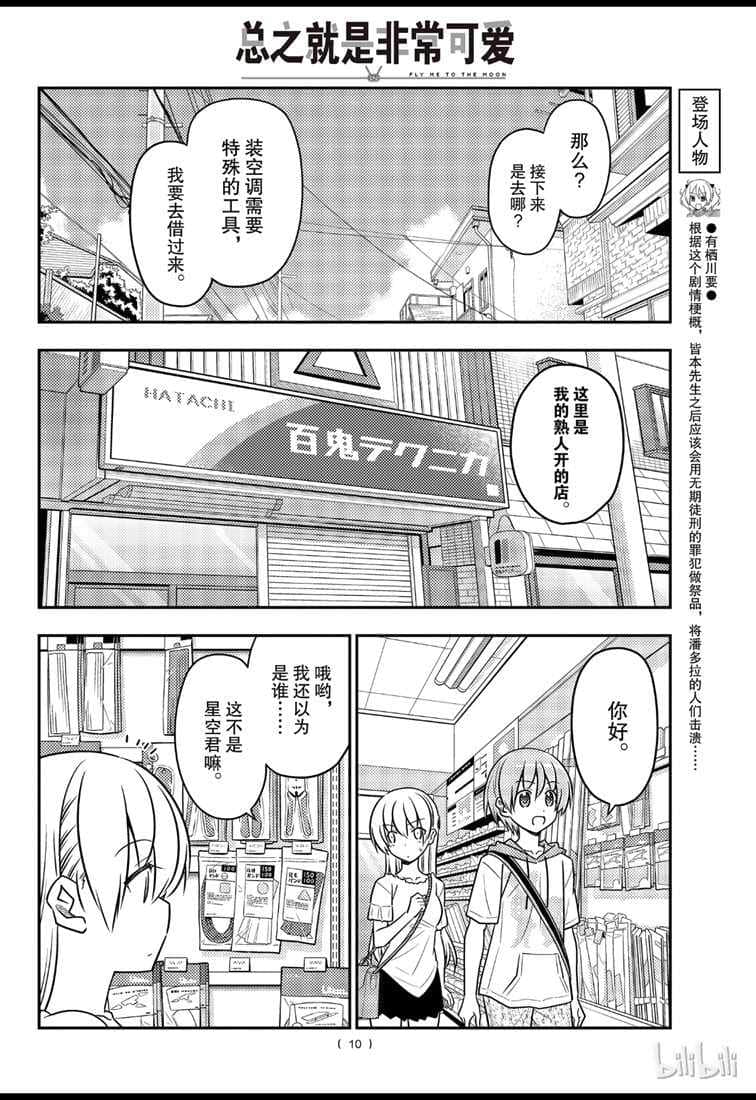 总之就是非常可爱
FLY ME TO THE MOON
登场人物
●有栖川要●
根据这个剧情梗概,皆本先生之后应该会用无期徒刑的罪犯做祭品,将潘多拉的人们击溃……
那么?
接下来
是去哪?
装空调需要
特殊的工具,
我要去借过来。
这里是
我的熟人开的店。
HATACHI
百鬼テクニカ
你好。
哦哟,
我还以为
是谁……
这不是
星空君嘛。
( 10 )
bilibili